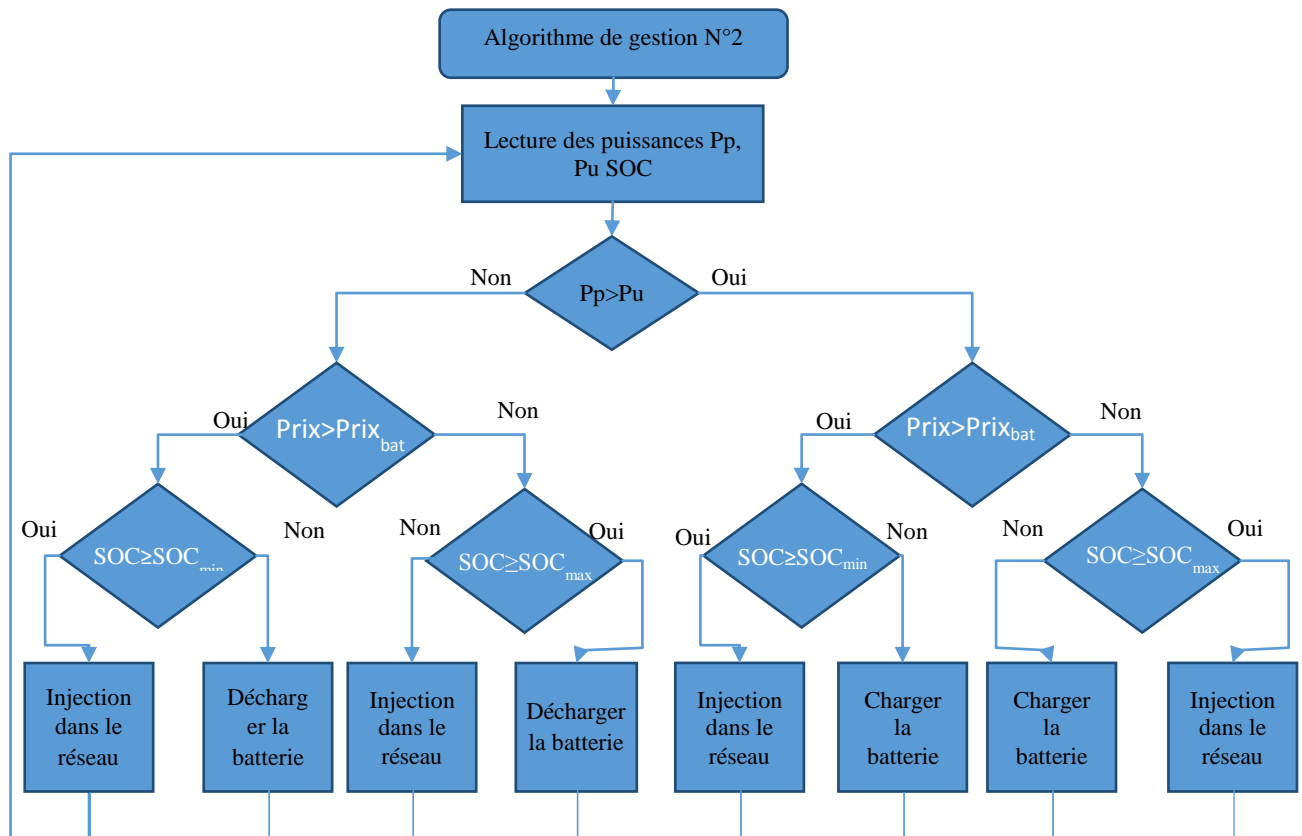 Algorithme de gestion N°2
Lecture des puissances Pp,
Pu SOC
Non
Oui
Pp>Pu
Oui
Prix>Prix bat
Non
Oui
Prix>Prixbat
Non
Oui
SOC≥SOCmin
Non
Non
SOC≥SOCmax
Oui
Oui
SOC≥SOCmin
Non
Non
SOC≥SOCmax
Oui
Injection
dans le
réseau
Décharg
er la
batterie
Injection
dans le
réseau
Décharger
la batterie
Injection
dans le
réseau
Charger
la
batterie
Charger
la
batterie
Injection
dans le
réseau